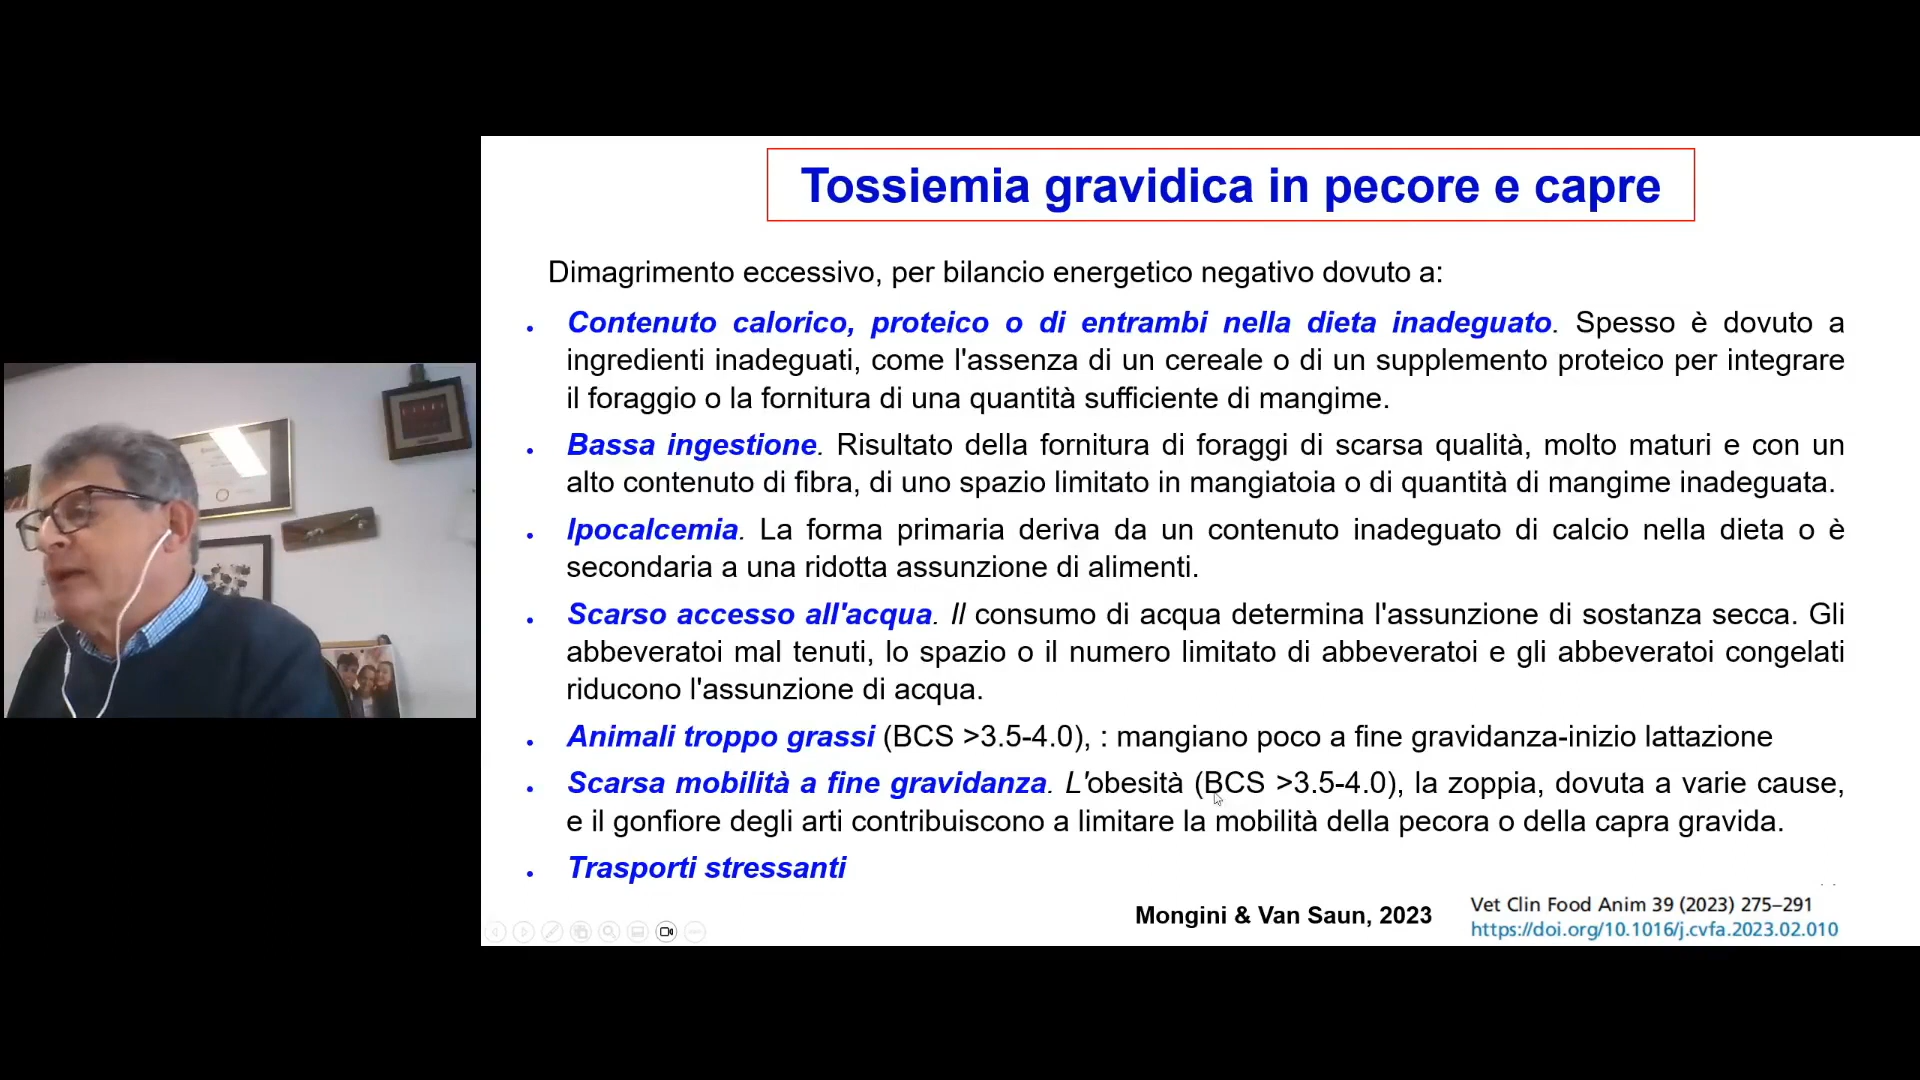 Tossiemia gravidica in pecore e capre
Dimagrimento eccessivo, per bilancio energetico negativo dovuto a:
• Contenuto calorico, proteico o di entrambi nella dieta inadeguato. Spesso è dovuto a
ingredienti inadeguati, come l'assenza di un cereale o di un supplemento proteico per integrare
il foraggio o la fornitura di una quantità sufficiente di mangime.
• Bassa ingestione. Risultato della fornitura di foraggi di scarsa qualità, molto maturi e con un
alto contenuto di fibra, di uno spazio limitato in mangiatoia o di quantità di mangime inadeguata.
• Ipocalcemia. La forma primaria deriva da un contenuto inadeguato di calcio nella dieta o è
secondaria a una ridotta assunzione di alimenti.
• Scarso accesso all'acqua. Il consumo di acqua determina l'assunzione di sostanza secca. Gli
abbeveratoi mal tenuti, lo spazio o il numero limitato di abbeveratoi e gli abbeveratoi congelati
riducono l'assunzione di acqua.
• Animali troppo grassi (BCS >3.5-4.0), : mangiano poco a fine gravidanza-inizio lattazione
• Scarsa mobilità a fine gravidanza. L'obesità (BCS >3.5-4.0), la zoppia, dovuta a varie cause,
e il gonfiore degli arti contribuiscono a limitare la mobilità della pecora o della capra gravida.
• Trasporti stressanti
Mongini & Van Saun, 2023
Vet Clin Food Anim 39 (2023) 275–291
https://doi.org/10.1016/j.cvfa.2023.02.010